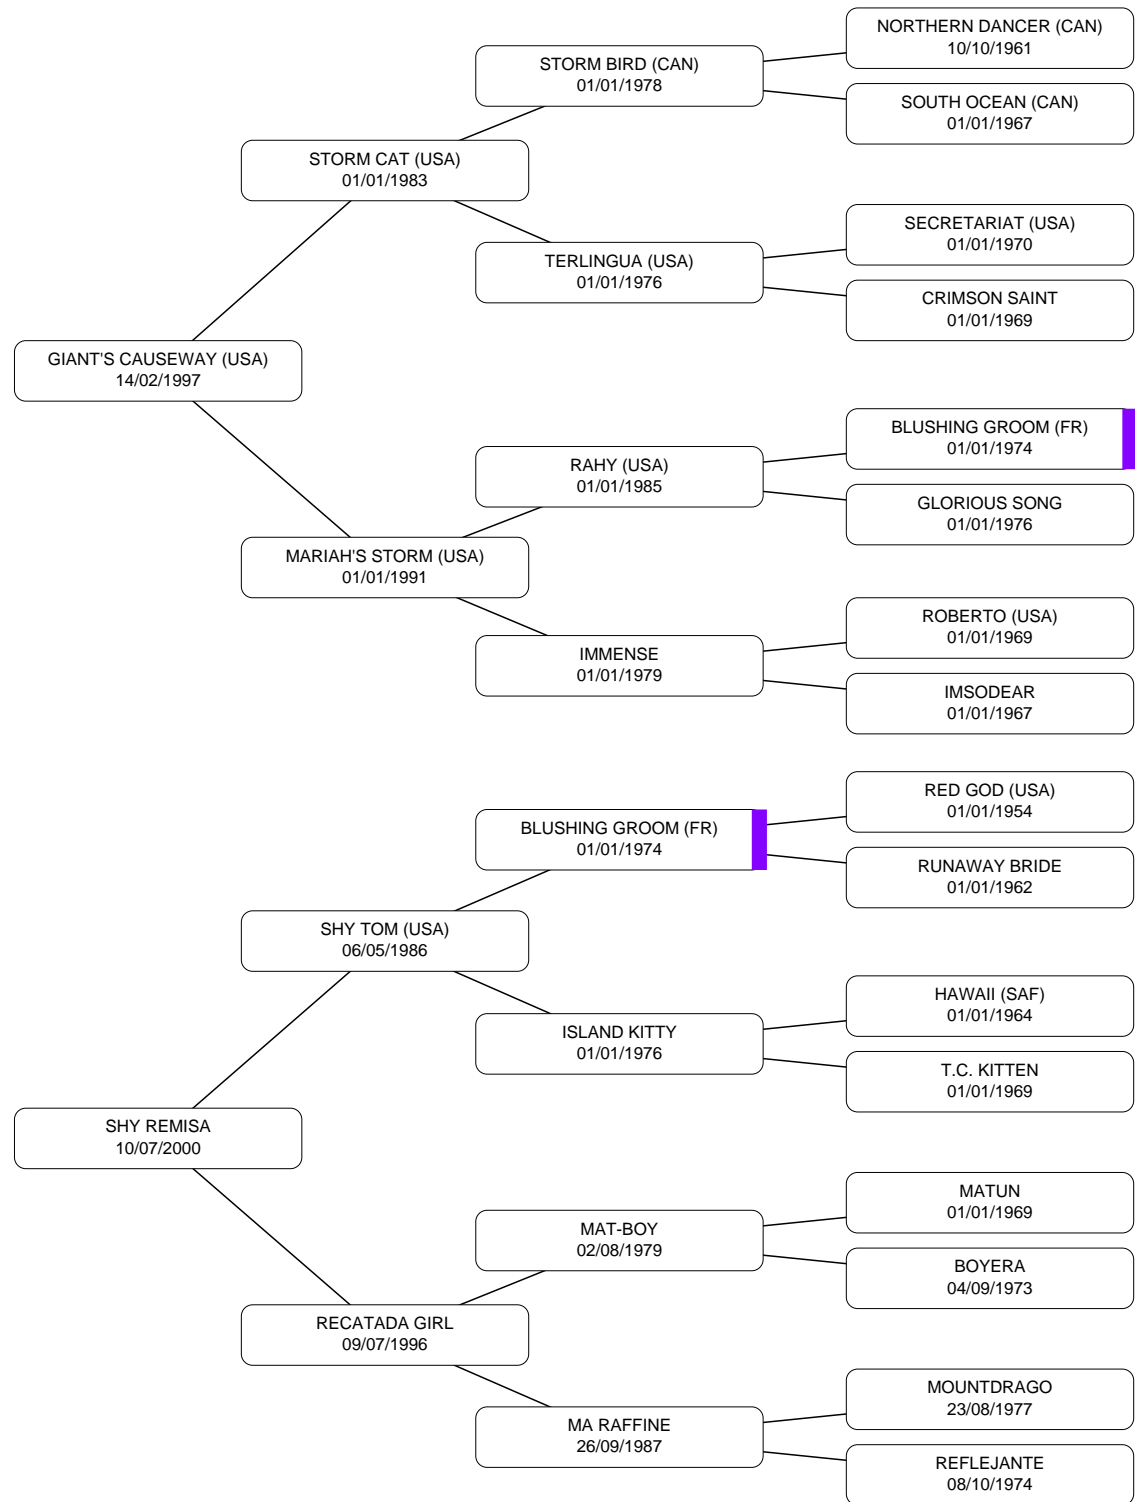 NORTHERN DANCER (CAN)
10/10/1961
STORM BIRD (CAN)
01/01/1978
SOUTH OCEAN (CAN)
01/01/1967
STORM CAT (USA)
01/01/1983
SECRETARIAT (USA)
01/01/1970
TERLINGUA (USA)
01/01/1976
CRIMSON SAINT
01/01/1969
GIANT'S CAUSEWAY (USA)
14/02/1997
BLUSHING GROOM (FR)
01/01/1974
RAHY (USA)
01/01/1985
GLORIOUS SONG
01/01/1976
MARIAH'S STORM (USA)
01/01/1991
ROBERTO (USA)
01/01/1969
IMMENSE
01/01/1979
IMSODEAR
01/01/1967
RED GOD (USA)
01/01/1954
BLUSHING GROOM (FR)
01/01/1974
RUNAWAY BRIDE
01/01/1962
SHY TOM (USA)
06/05/1986
HAWAII (SAF)
01/01/1964
ISLAND KITTY
01/01/1976
T.C. KITTEN
01/01/1969
SHY REMISA
10/07/2000
MATUN
01/01/1969
MAT-BOY
02/08/1979
BOYERA
04/09/1973
RECATADA GIRL
09/07/1996
MOUNTDRAGO
23/08/1977
MA RAFFINE
26/09/1987
REFLEJANTE
08/10/1974